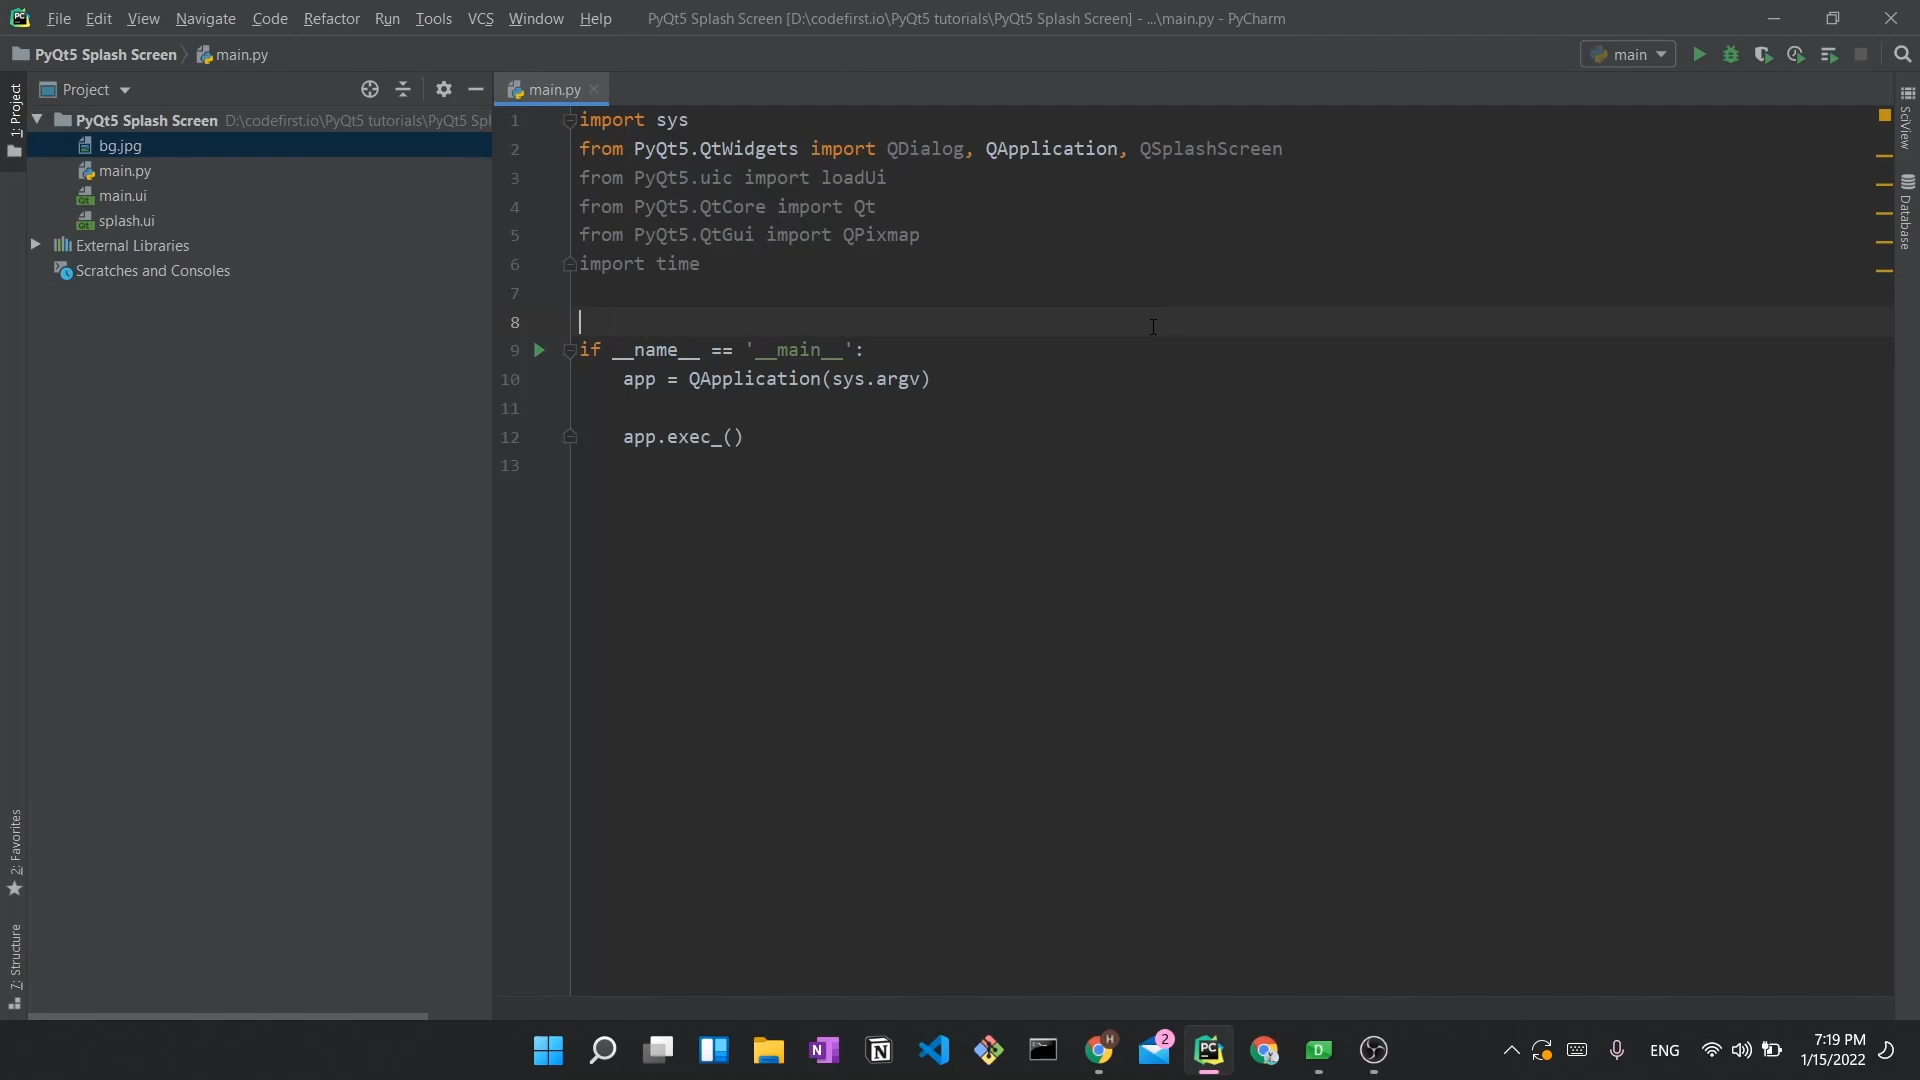 PC File Edit View Navigate Code Refactor Run Tools VCS Window Help PyQt5 Splash Screen [D:\codefirst.io\PyQt5 tutorials\PyQt5 Splash Screen] - ...\main.py - PyCharm
PyQt5 Splash Screen main.py main
Project
main.py
1: Project
PyQt5 Splash Screen D:\codefirst.io\PyQt5 tutorials\PyQt5 Spl
bg.jpg
main.py
main.ui
splash.ui
External Libraries
Scratches and Consoles
2: Favorites
7: Structure
1 import sys
2 from PyQt5.QtWidgets import QDialog, QApplication, QSplashScreen
3 from PyQt5.uic import loadUi
4 from PyQt5.QtCore import Qt
5 from PyQt5.QtGui import QPixmap
6 import time
7
8
9 if __name__ == '__main__':
10 app = QApplication(sys.argv)
11
12 app.exec_()
13
SciView
Database
H
2
PC
D
ENG
7:19 PM
1/15/2022